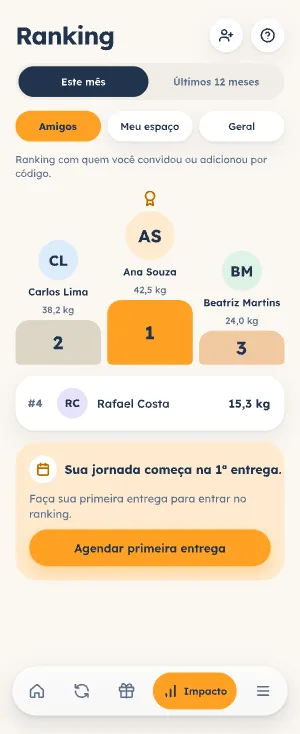 Ranking
Este mês
Últimos 12 meses
Amigos
Meu espaço
Geral
Ranking com quem você convidou ou adicionou por
código.
AS
CL
Ana Souza
BM
42,5 kg
Carlos Lima
Beatriz Martins
38,2 kg
24,0 kg
1
2
3
#4 RC Rafael Costa 15,3 kg
Sua jornada começa na 1ª entrega.
Faça sua primeira entrega para entrar no
ranking.
Agendar primeira entrega
Impacto